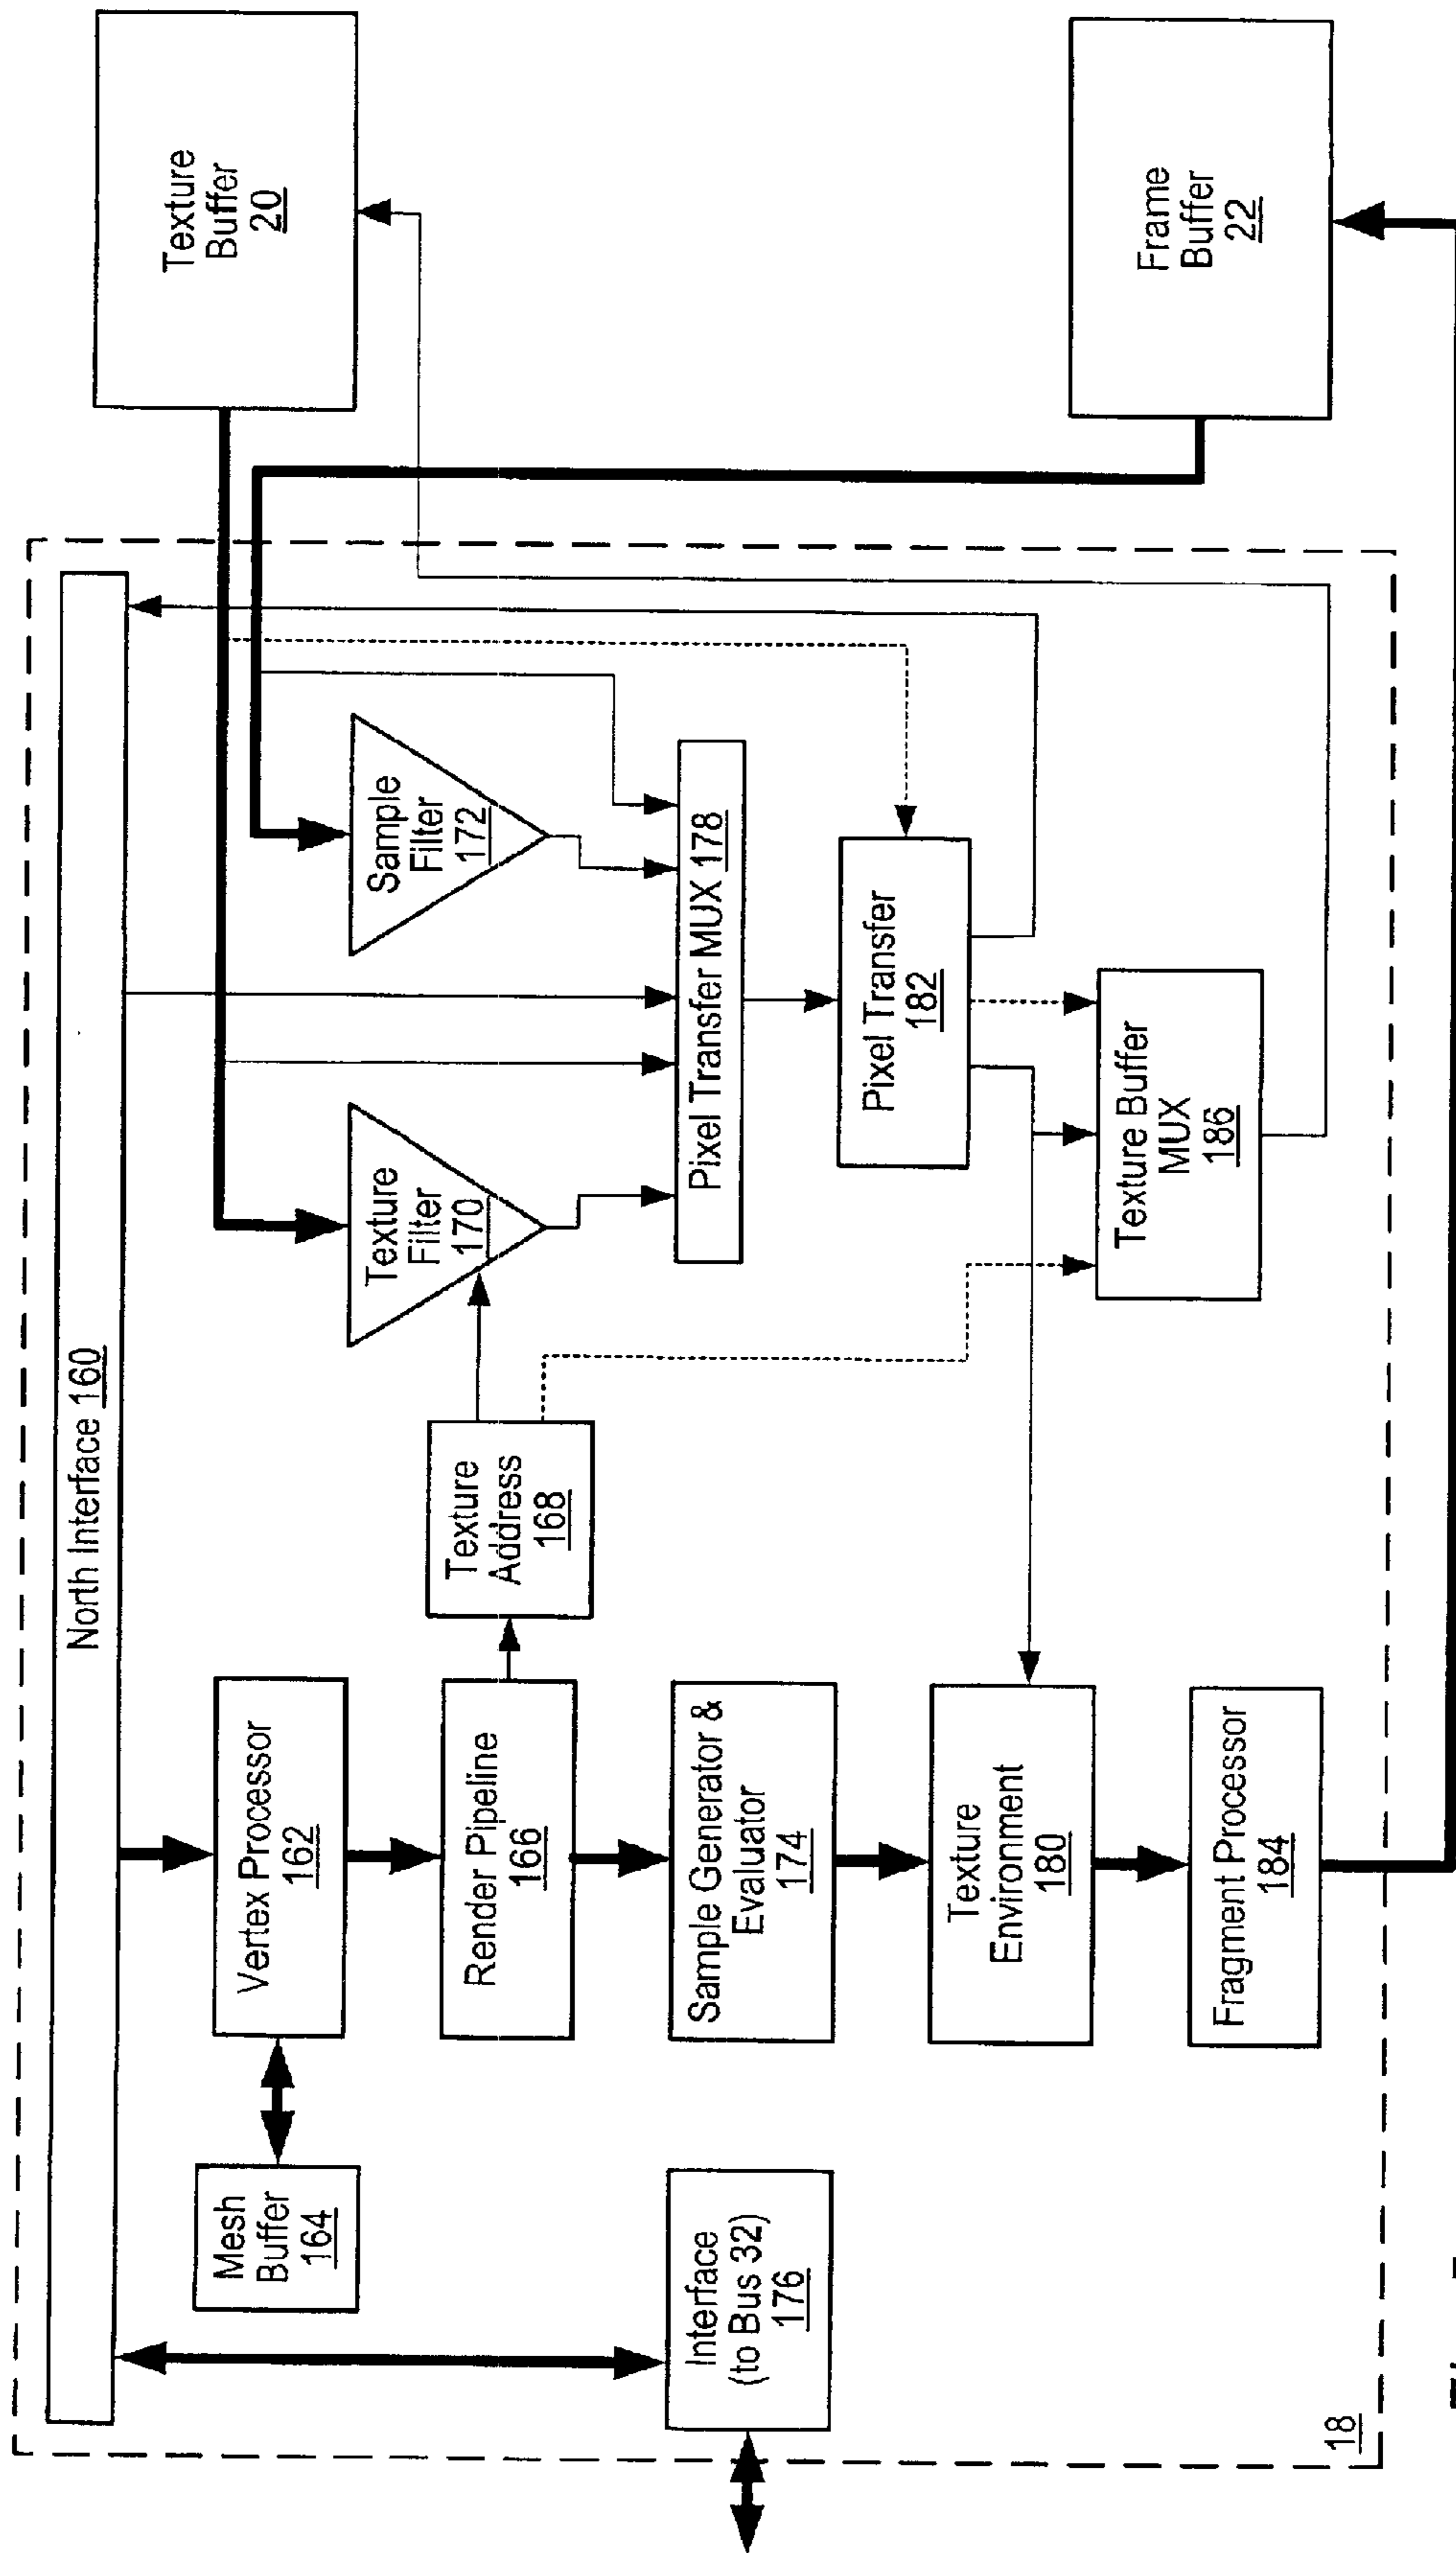 North Interface 160
Mesh
Buffer
164
Vertex Processor
162
Interface
(to Bus 32)
176
Render Pipeline
166
Texture
Address
168
Texture
Filter
170
Sample
Filter
172
Texture
Buffer
20
Sample Generator &
Evaluator
174
Pixel Transfer MUX 178
Texture
Environment
180
Pixel Transfer
182
Fragment Processor
184
Texture Buffer
MUX
186
Frame
Buffer
22
18